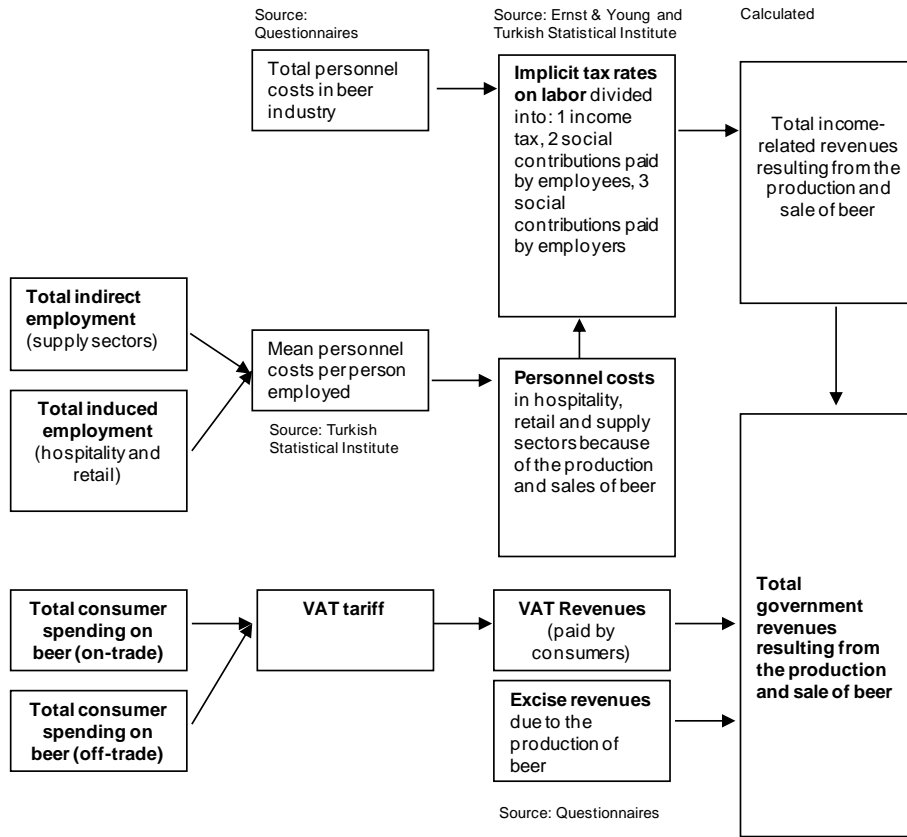 Source:
Questionnaires
Source: Ernst & Young and
Turkish Statistical Institute
Calculated
Total personnel
costs in beer
industry
Implicit tax rates
on labor divided
into: 1 income
tax, 2 social
contributions paid
by employees, 3
social
contributions paid
by employers
Total income-
related revenues
resulting from the
production and
sale of beer
Total indirect
employment
(supply sectors)
Total induced
employment
(hospitality and
retail)
Mean personnel
costs per person
employed
Source: Turkish
Statistical Institute
Personnel costs
in hospitality,
retail and supply
sectors because
of the production
and sales of beer
Total consumer
spending on
beer (on-trade)
Total consumer
spending on
beer (off-trade)
VAT tariff
VAT Revenues
(paid by
consumers)
Excise revenues
due to the
production of
beer
Source: Questionnaires
Total
government
revenues
resulting from
the production
and sale of beer